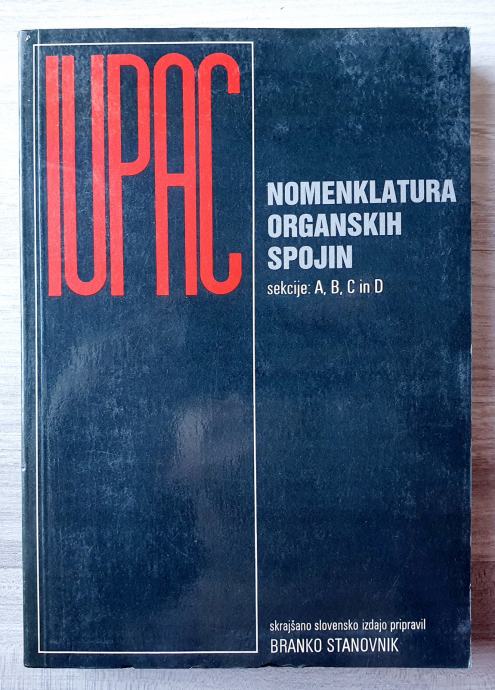 IUPAC
NOMENKLATURA
ORGANSKIH
SPOJIN
sekcije: A, B, C in D
skrajšano slovensko izdajo pripravil
BRANKO STANOVNIK